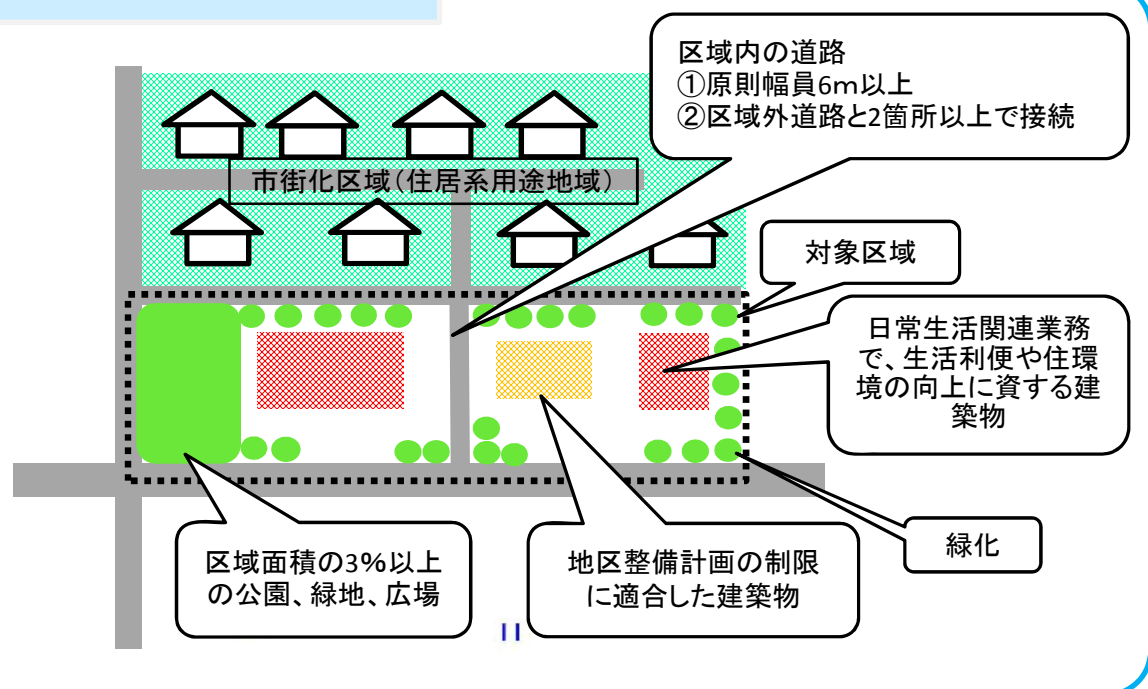 区域内の道路
①原則幅員6m以上
②区域外道路と2箇所以上で接続
市街化区域（住居系用途地域）
対象区域
日常生活関連業務
で、生活利便や住環
境の向上に資する建
築物
緑化
区域面積の3%以上
の公園、緑地、広場
地区整備計画の制限
に適合した建築物
11